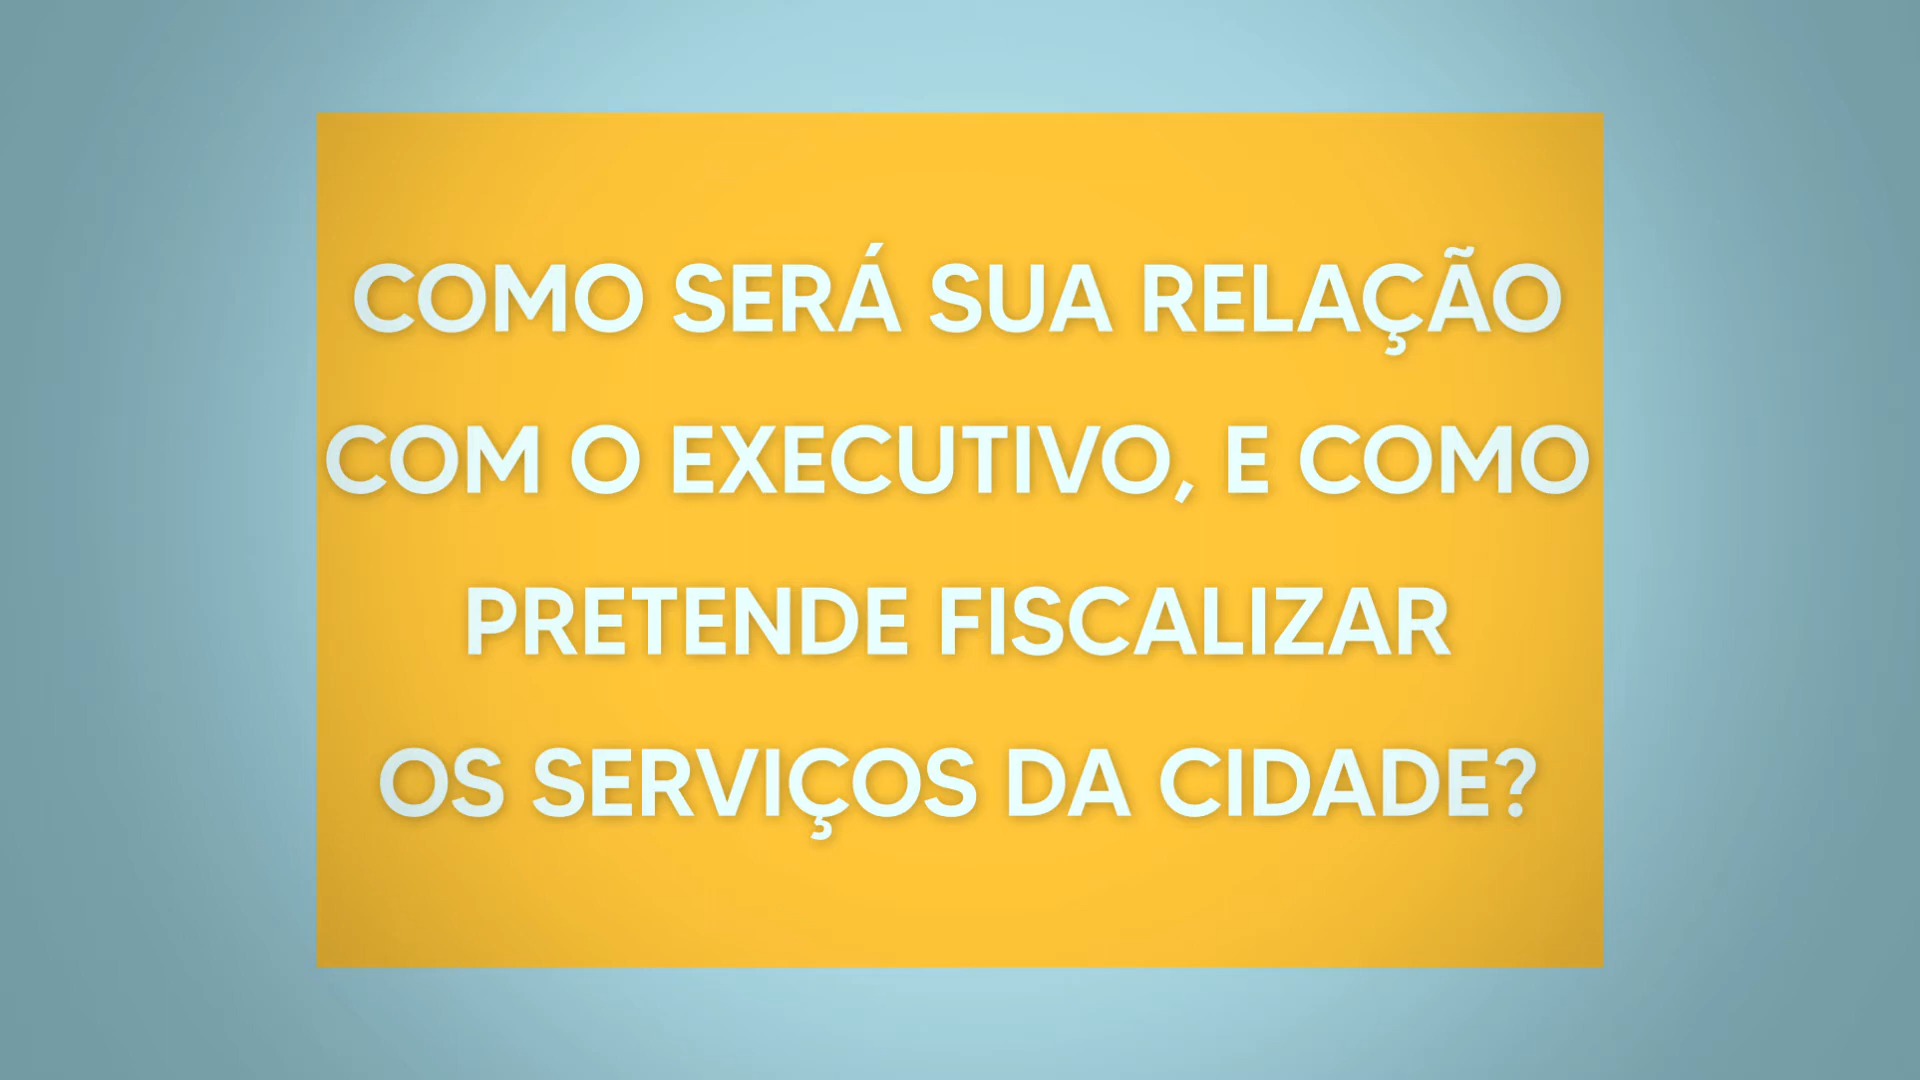 COMO SERÁ SUA RELAÇÃO
COM O EXECUTIVO, E COMO
PRETENDE FISCALIZAR
OS SERVIÇOS DA CIDADE?